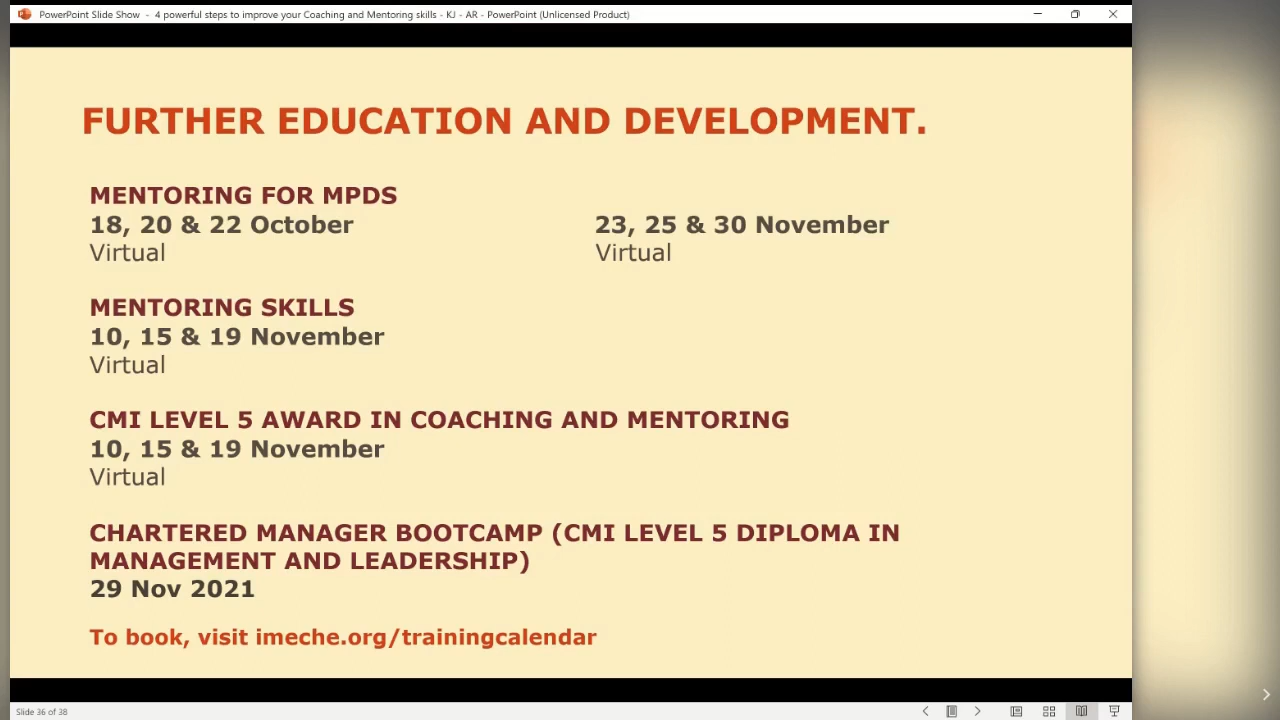 PowerPoint Slide Show - 4 powerful steps to improve your Coaching and Mentoring skills - KJ - AR - PowerPoint (Unlicensed Product)
FURTHER EDUCATION AND DEVELOPMENT.
MENTORING FOR MPDS
18, 20 & 22 October
Virtual
23, 25 & 30 November
Virtual
MENTORING SKILLS
10, 15 & 19 November
Virtual
CMI LEVEL 5 AWARD IN COACHING AND MENTORING
10, 15 & 19 November
Virtual
CHARTERED MANAGER BOOTCAMP (CMI LEVEL 5 DIPLOMA IN
MANAGEMENT AND LEADERSHIP)
29 Nov 2021
To book, visit imeche.org/trainingcalendar
Slide 36 of 38